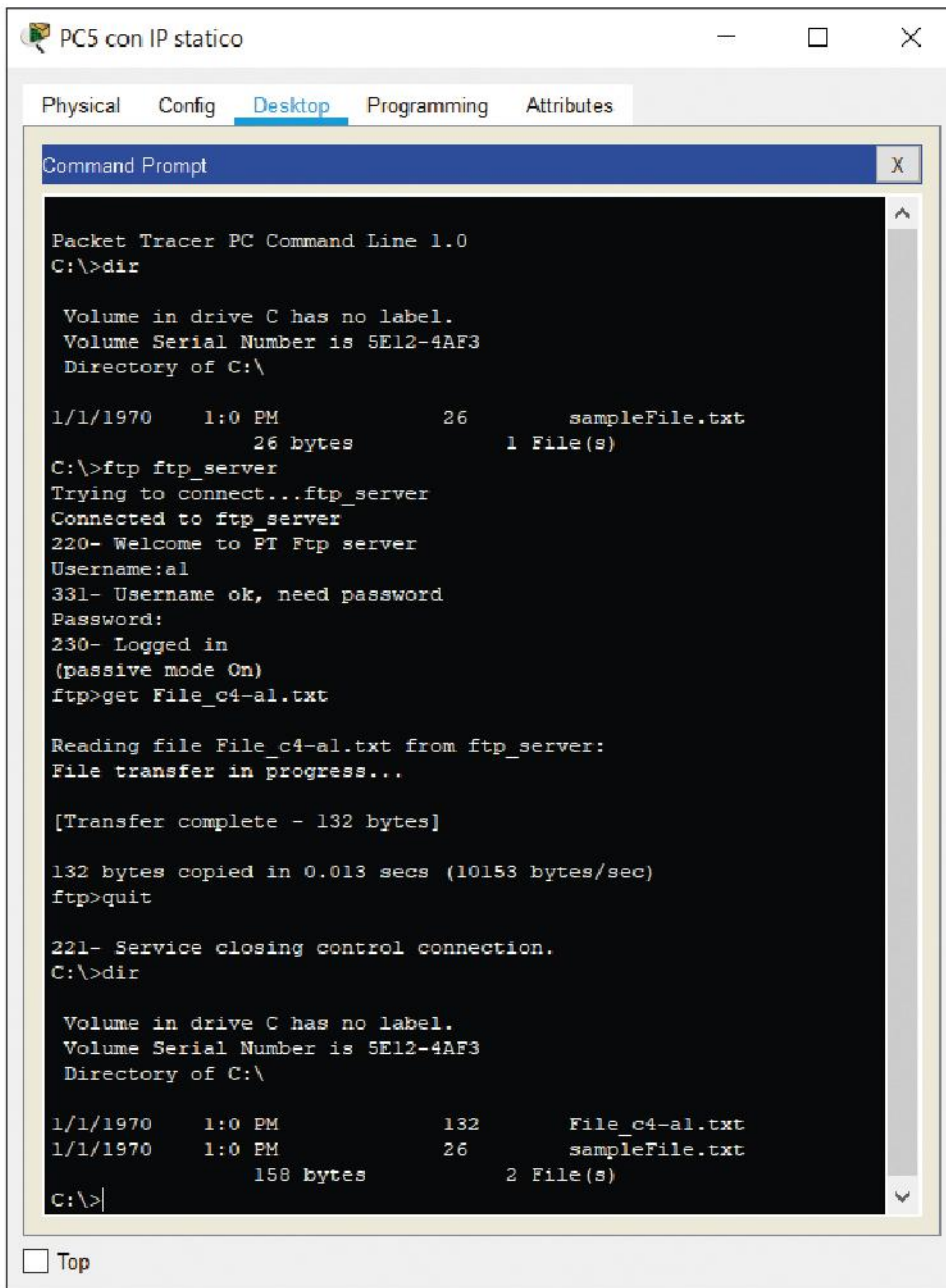 PC5 con IP statico
Physical Config Desktop Programming Attributes
Command Prompt X
Packet Tracer PC Command Line 1.0
C:\>dir
Volume in drive C has no label.
Volume Serial Number is 5E12-4AF3
Directory of C:\
1/1/1970 1:0 PM 26 sampleFile.txt
26 bytes 1 File(s)
C:\>ftp ftp_server
Trying to connect...ftp_server
Connected to ftp_server
220- Welcome to PT Ftp server
Username:al
331- Username ok, need password
Password:
230- Logged in
(passive mode On)
ftp>get File_c4-al.txt
Reading file File_c4-al.txt from ftp_server:
File transfer in progress...
[Transfer complete - 132 bytes]
132 bytes copied in 0.013 secs (10153 bytes/sec)
ftp>quit
221- Service closing control connection.
C:\>dir
Volume in drive C has no label.
Volume Serial Number is 5E12-4AF3
Directory of C:\
1/1/1970 1:0 PM 132 File_c4-al.txt
1/1/1970 1:0 PM 26 sampleFile.txt
158 bytes 2 File(s)
C:\>
Top